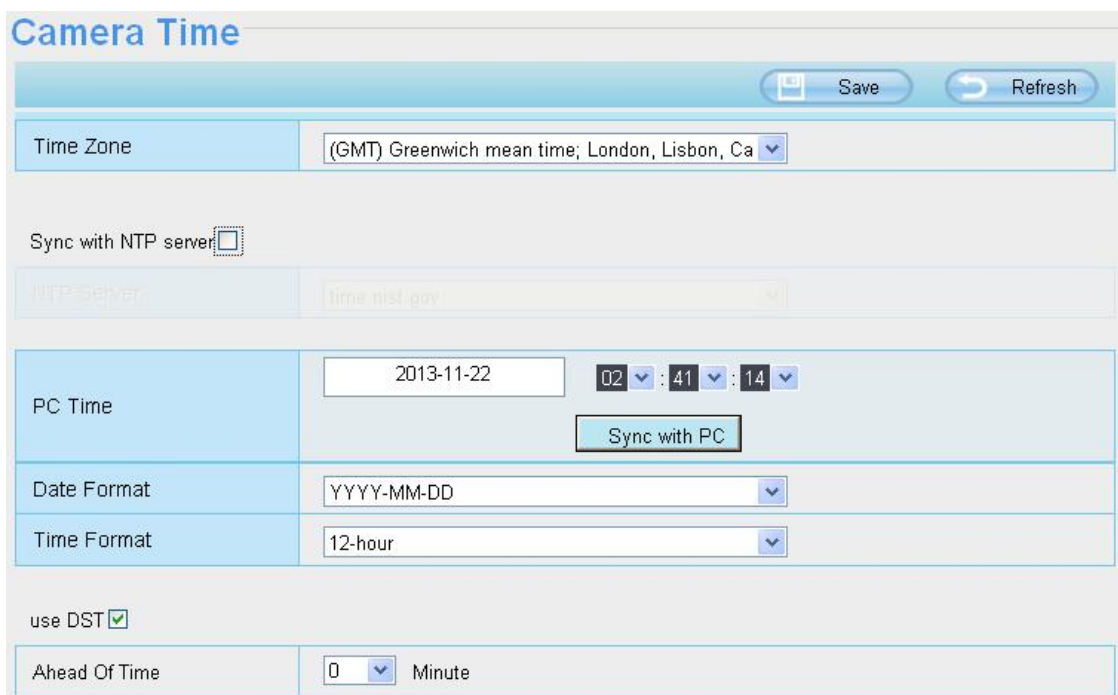 Camera Time
Save Refresh
Time Zone (GMT) Greenwich mean time; London, Lisbon, Ca
Sync with NTP server
NTP Server time.nist.gov
PC Time 2013-11-22 02 : 41 : 14
Sync with PC
Date Format YYYY-MM-DD
Time Format 12-hour
use DST
Ahead Of Time 0 Minute